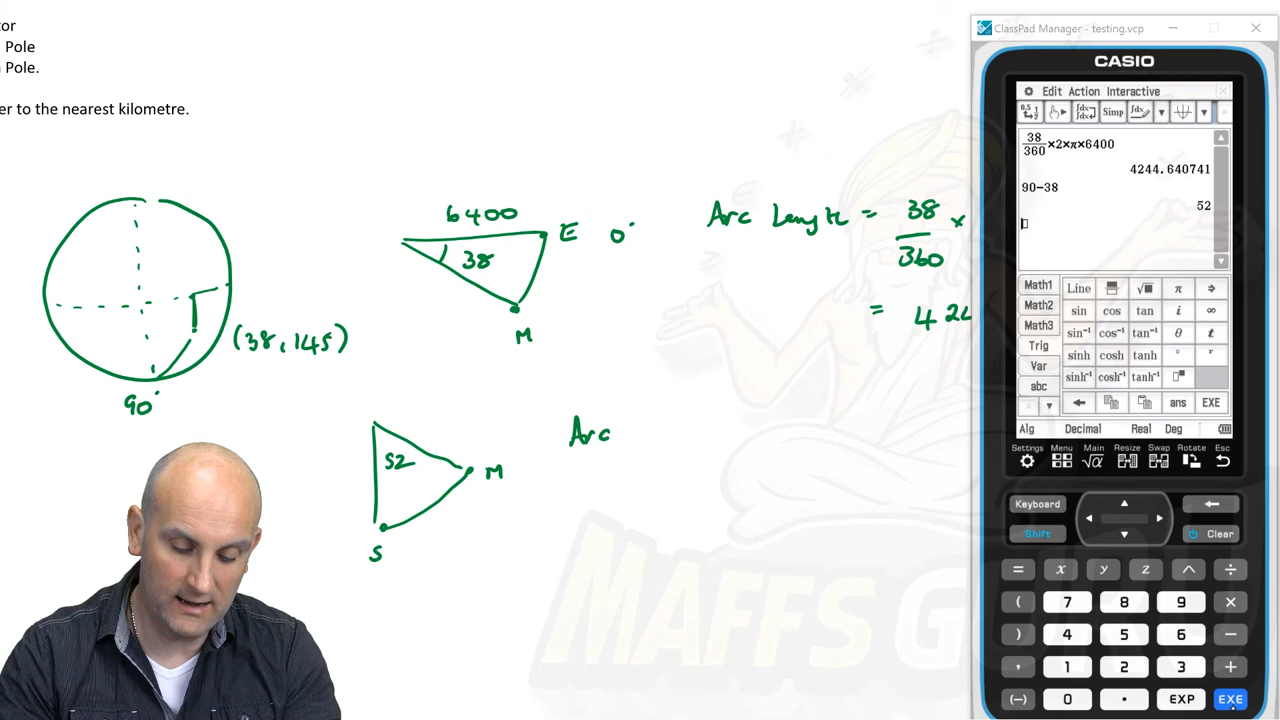 tor
Pole
Pole.
er to the nearest kilometre.
6400
E 0°
38
M
(38, 145)
90°
Arc Length = 38/360 ×
= 424
52
M
S
Arc
MAFFS GURU
ClassPad Manager - testing.vcp
CASIO
Edit Action Interactive
Simp
38/360×2×π×6400
4244.640741
90−38
52
Math1 Line √■ π ⇒
Math2 sin cos tan i ∞
Math3 sin⁻¹ cos⁻¹ tan⁻¹ θ t
Trig sinh cosh tanh ° r
Var sinh⁻¹ cosh⁻¹ tanh⁻¹
abc ← ans EXE
Alg Decimal Real Deg
Settings Menu Main Resize Swap Rotate Esc
Keyboard
Shift Clear
= x y z ^ ÷
( 7 8 9 ×
) 4 5 6 −
, 1 2 3 +
(−) 0 . EXP EXE